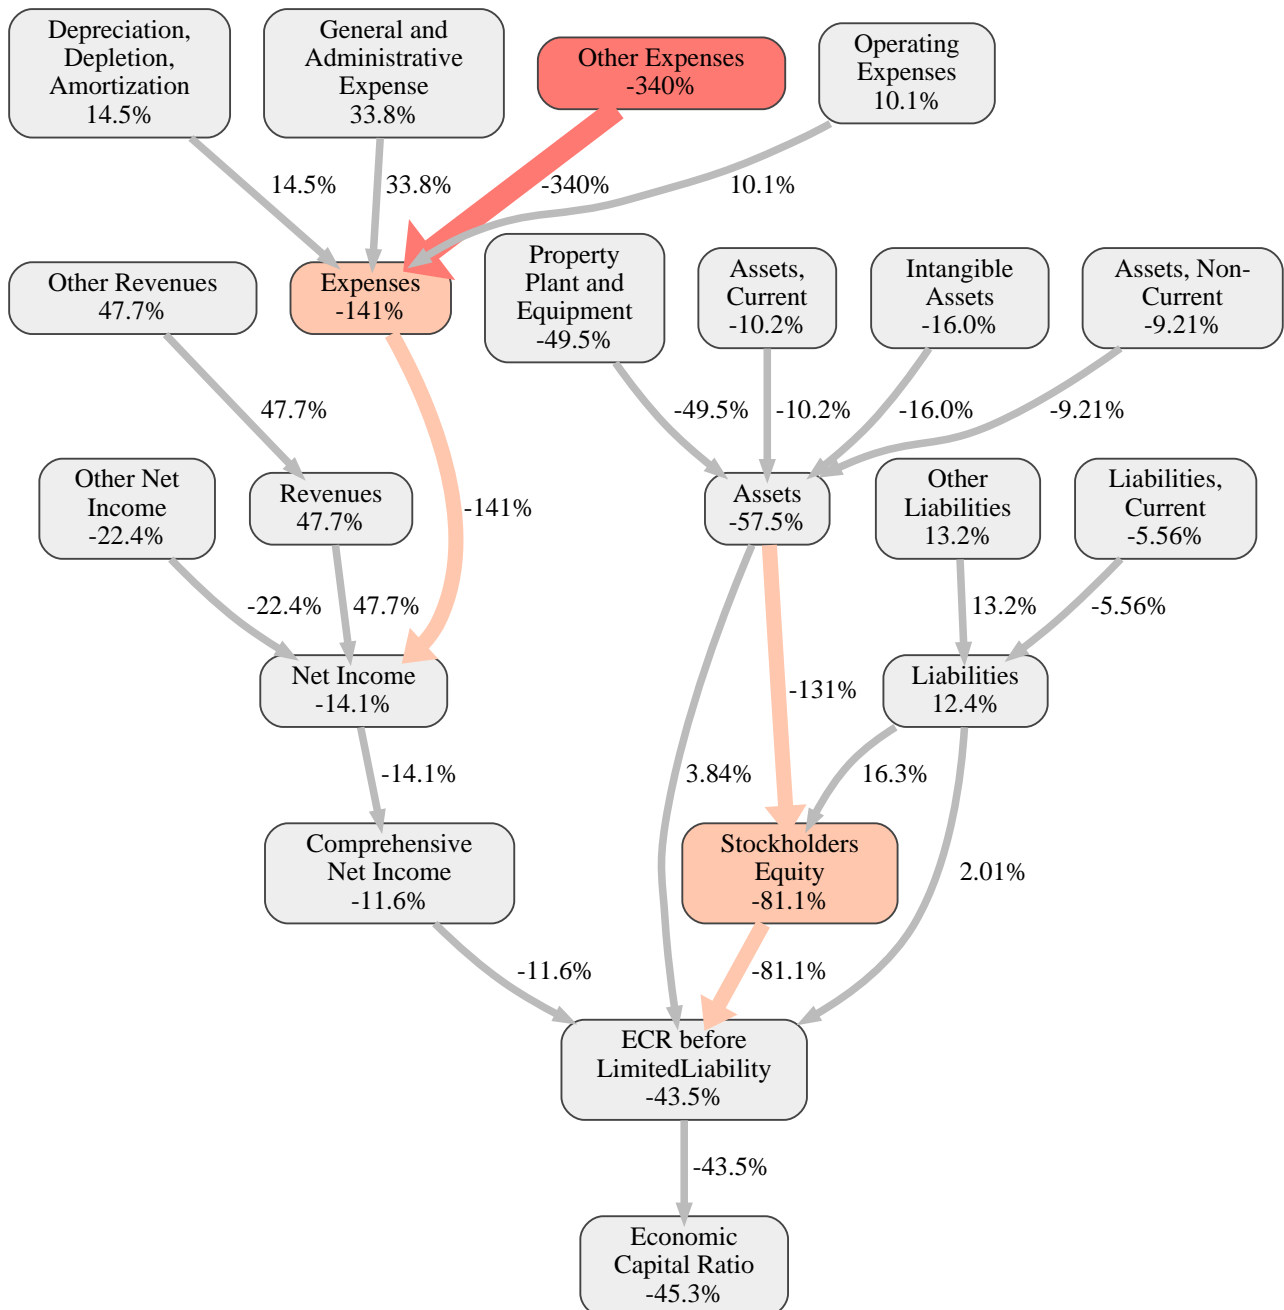 Depreciation,
Depletion,
Amortization
14.5%
General and
Administrative
Expense
33.8%
Other Expenses
-340%
Operating
Expenses
10.1%
14.5%
33.8%
-340%
10.1%
Other Revenues
47.7%
Expenses
-141%
Property
Plant and
Equipment
-49.5%
Assets,
Current
-10.2%
Intangible
Assets
-16.0%
Assets, Non-
Current
-9.21%
47.7%
-49.5%
-10.2%
-16.0%
-9.21%
Other Net
Income
-22.4%
Revenues
47.7%
-141%
Assets
-57.5%
Other
Liabilities
13.2%
Liabilities,
Current
-5.56%
-22.4%
47.7%
13.2%
-5.56%
Net Income
-14.1%
-131%
Liabilities
12.4%
-14.1%
3.84%
16.3%
Comprehensive
Net Income
-11.6%
Stockholders
Equity
-81.1%
2.01%
-11.6%
-81.1%
ECR before
LimitedLiability
-43.5%
-43.5%
Economic
Capital Ratio
-45.3%